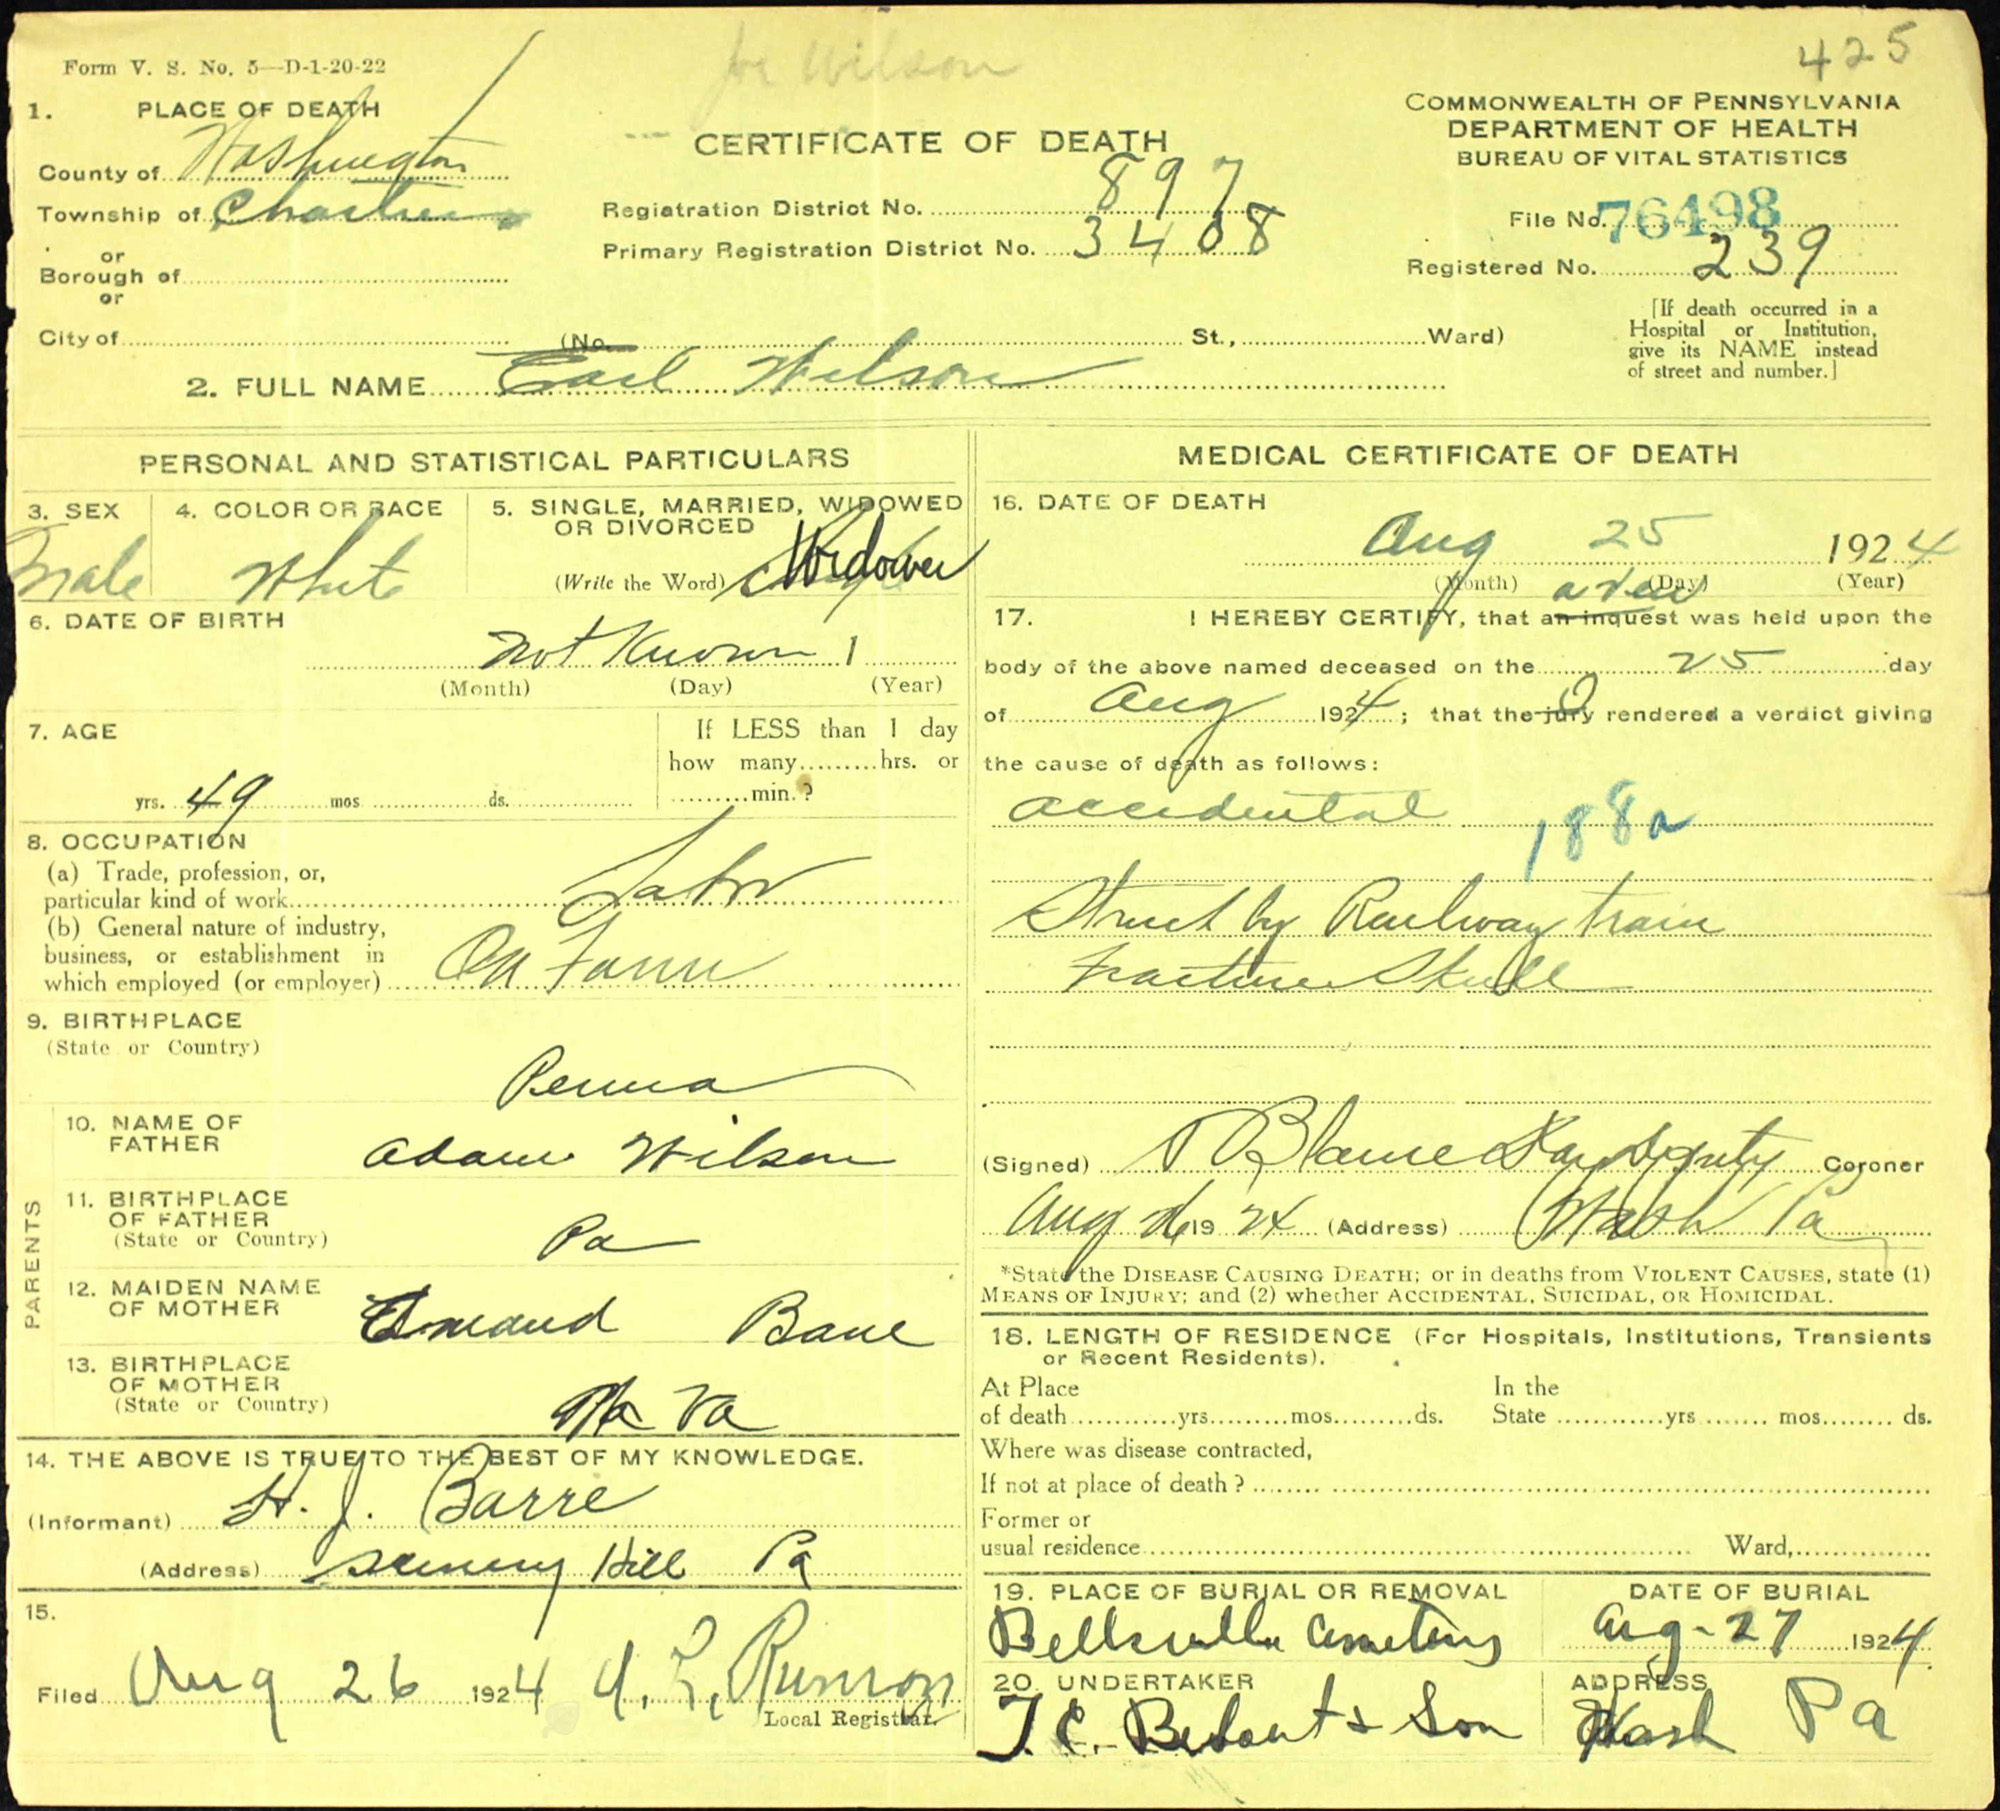 Joe Wilson
425
Form V. S. No. 5—D-1-20-22
1. PLACE OF DEATH
County of Washington
Township of Chartiers
or
Borough of
or
City of
CERTIFICATE OF DEATH
Registration District No. 897
Primary Registration District No. 3408
(No. St., Ward)
COMMONWEALTH OF PENNSYLVANIA
DEPARTMENT OF HEALTH
BUREAU OF VITAL STATISTICS
File No. 76498
Registered No. 239
[If death occurred in a
Hospital or Institution,
give its NAME instead
of street and number.]
2. FULL NAME Earl Wilson
PERSONAL AND STATISTICAL PARTICULARS
3. SEX
Male
4. COLOR OR RACE
White
5. SINGLE, MARRIED, WIDOWED
OR DIVORCED
(Write the Word) Widower
6. DATE OF BIRTH
Not Known 1
(Month) (Day) (Year)
7. AGE
yrs. 49 mos ds.
If LESS than 1 day
how many hrs. or
min.?
8. OCCUPATION
(a) Trade, profession, or,
particular kind of work Labor
(b) General nature of industry,
business, or establishment in
which employed (or employer) On Farm
9. BIRTHPLACE
(State or Country)
Penna
PARENTS
10. NAME OF
FATHER
Adam Wilson
11. BIRTHPLACE
OF FATHER
(State or Country)
Pa
12. MAIDEN NAME
OF MOTHER
Bane
13. BIRTHPLACE
OF MOTHER
(State or Country)
Va
14. THE ABOVE IS TRUE TO THE BEST OF MY KNOWLEDGE.
(Informant) H. J. Barre
(Address) Hill Pa
15.
Filed Aug 26 1924 Runion
Local Registrar.
MEDICAL CERTIFICATE OF DEATH
16. DATE OF DEATH
Aug 25 1924
(Month) (Day) (Year)
a view
17. I HEREBY CERTIFY, that an inquest was held upon the
body of the above named deceased on the 25 day
of Aug 1924; that the jury rendered a verdict giving
the cause of death as follows:
Accidental 188a
Struck by Railway train
Fracture Skull
(Signed) Blaine Deputy Coroner
Aug 26 1924 (Address) Wash Pa
*State the DISEASE CAUSING DEATH; or in deaths from VIOLENT CAUSES, state (1)
MEANS OF INJURY; and (2) whether ACCIDENTAL, SUICIDAL, OR HOMICIDAL.
18. LENGTH OF RESIDENCE (For Hospitals, Institutions, Transients
or Recent Residents).
At Place
of death yrs. mos. ds.
In the
State yrs mos. ds.
Where was disease contracted,
If not at place of death?
Former or
usual residence Ward,
19. PLACE OF BURIAL OR REMOVAL
Cemetery
DATE OF BURIAL
Aug-27 1924
20. UNDERTAKER
T. C. & Son
ADDRESS
Wash Pa